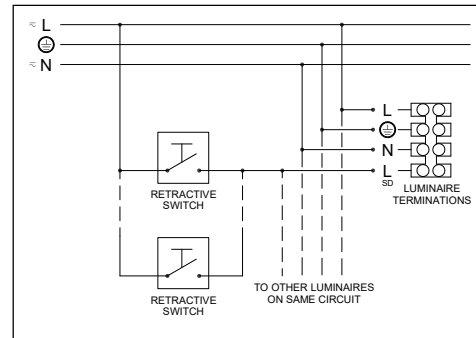 L
N
L
N
L
SD
LUMINAIRE
TERMINATIONS
RETRACTIVE
SWITCH
TO OTHER LUMINAIRES
ON SAME CIRCUIT
RETRACTIVE
SWITCH